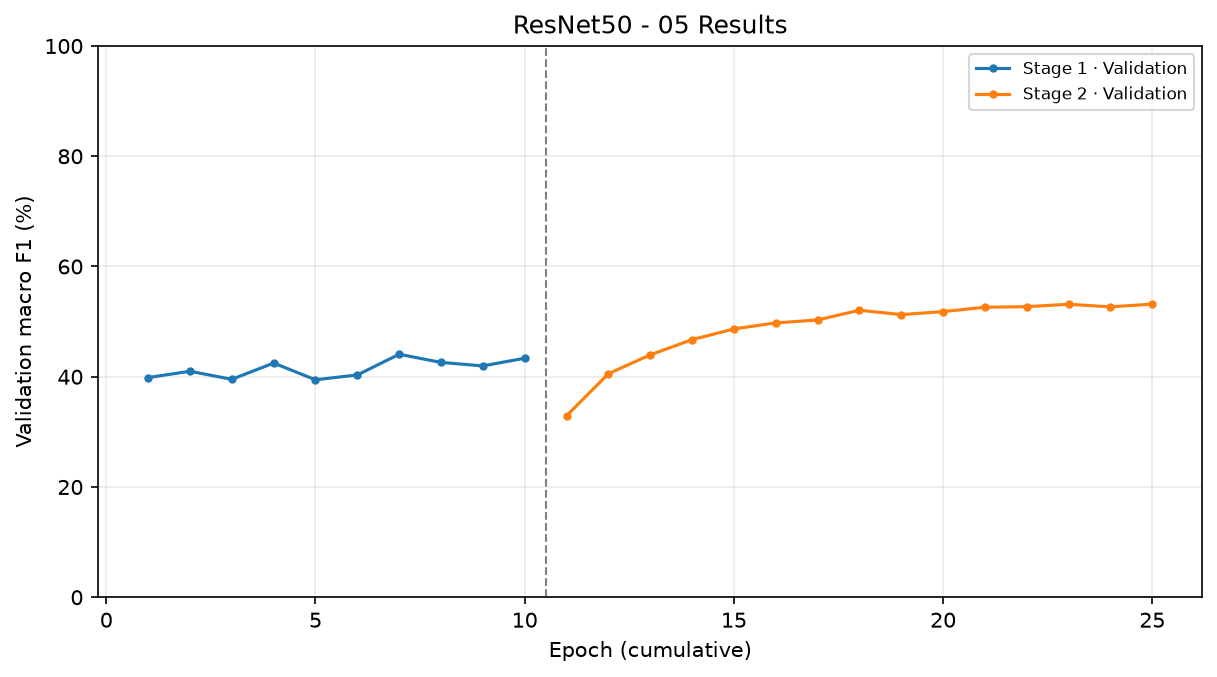 ResNet50 - 05 Results
Validation macro F1 (%)
100
80
60
40
20
0
Stage 1 · Validation
Stage 2 · Validation
0 5 10 15 20 25
Epoch (cumulative)